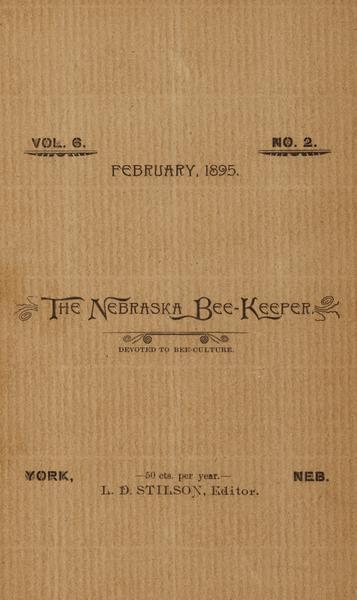 VOL. 6. NO. 2.
FEBRUARY, 1895.
THE NEBRASKA BEE-KEEPER.
DEVOTED TO BEE-CULTURE.
YORK, —50 cts. per year.— NEB.
L. D. STILSON, Editor.